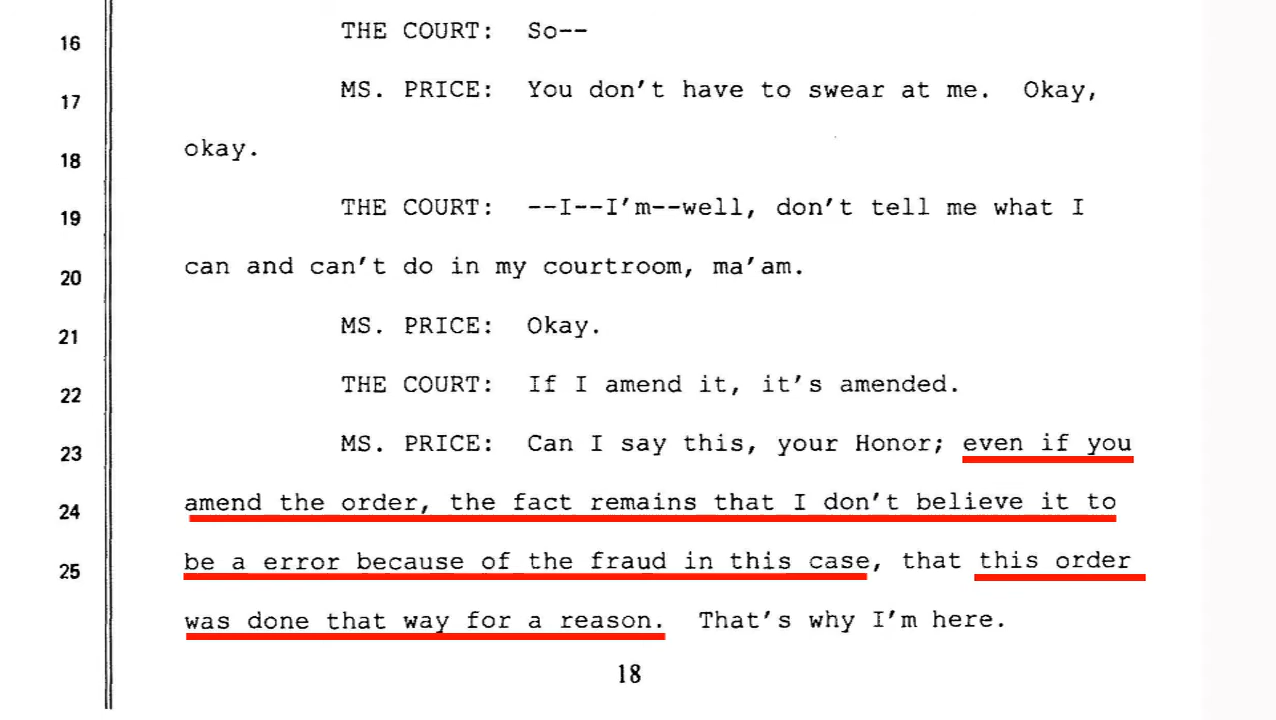 16 THE COURT: So--
17 MS. PRICE: You don't have to swear at me. Okay,
18 okay.
19 THE COURT: --I--I'm--well, don't tell me what I
20 can and can't do in my courtroom, ma'am.
21 MS. PRICE: Okay.
22 THE COURT: If I amend it, it's amended.
23 MS. PRICE: Can I say this, your Honor; even if you
24 amend the order, the fact remains that I don't believe it to
25 be a error because of the fraud in this case, that this order
was done that way for a reason. That's why I'm here.
18